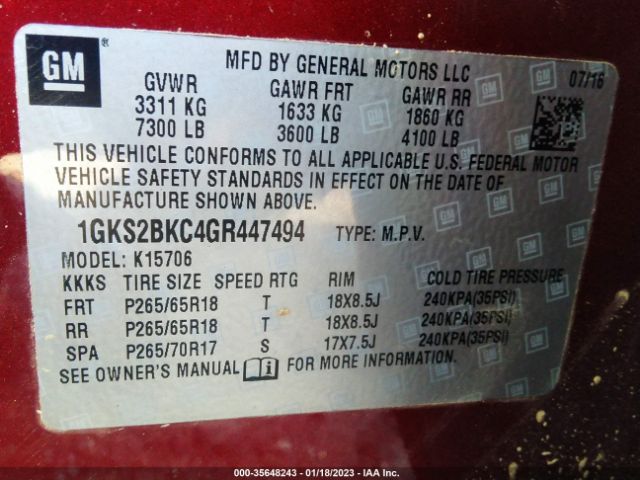 GM
MFD BY GENERAL MOTORS LLC
07/16
GVWR GAWR FRT GAWR RR
3311 KG 1633 KG 1860 KG
7300 LB 3600 LB 4100 LB
THIS VEHICLE CONFORMS TO ALL APPLICABLE U.S. FEDERAL MOTOR
VEHICLE SAFETY STANDARDS IN EFFECT ON THE DATE OF
MANUFACTURE SHOWN ABOVE.
1GKS2BKC4GR447494 TYPE: M.P.V.
MODEL: K15706
KKKS TIRE SIZE SPEED RTG RIM COLD TIRE PRESSURE
FRT P265/65R18 T 18X8.5J 240KPA(35PSI)
RR P265/65R18 T 18X8.5J 240KPA(35PSI)
SPA P265/70R17 S 17X7.5J 240KPA(35PSI)
SEE OWNER'S MANUAL i FOR MORE INFORMATION.
000-35648243 - 01/18/2023 - IAA Inc.